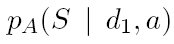 p_A(S | d_1, a)